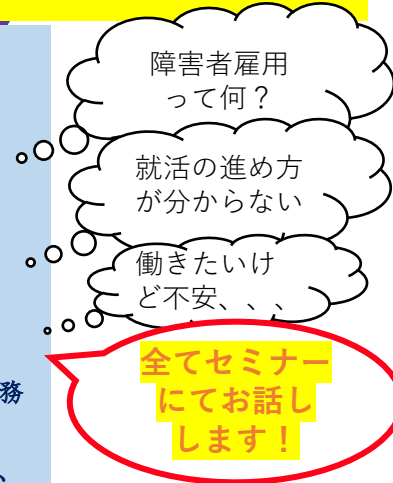 障害者雇用
って何？
就活の進め方
が分からない
働きたいけ
ど不安、、、
全てセミナー
にてお話し
します！
務
、